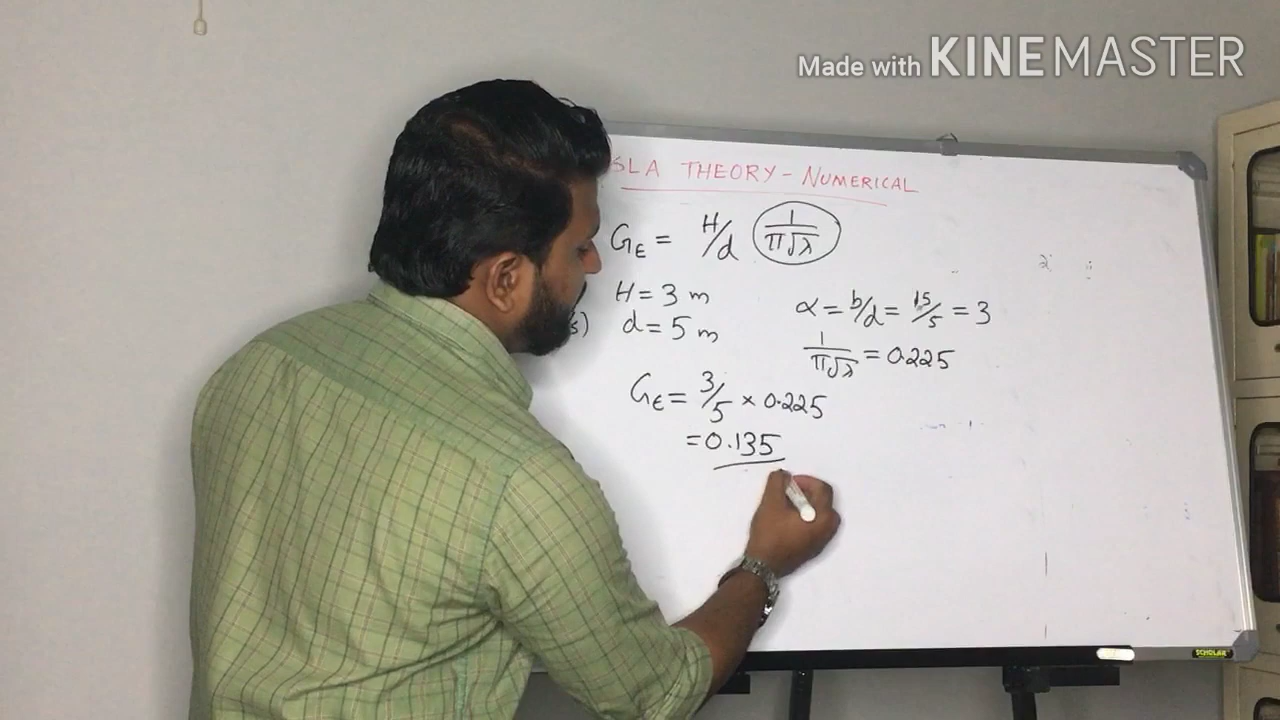 Made with KINEMASTER
SLA THEORY - NUMERICAL
G_E = H/d (1/(π√λ))
H = 3 m
s) d = 5 m
α = b/d = 15/5 = 3
1/(π√λ) = 0.225
G_E = 3/5 × 0.225
= 0.135
SCHOLAR